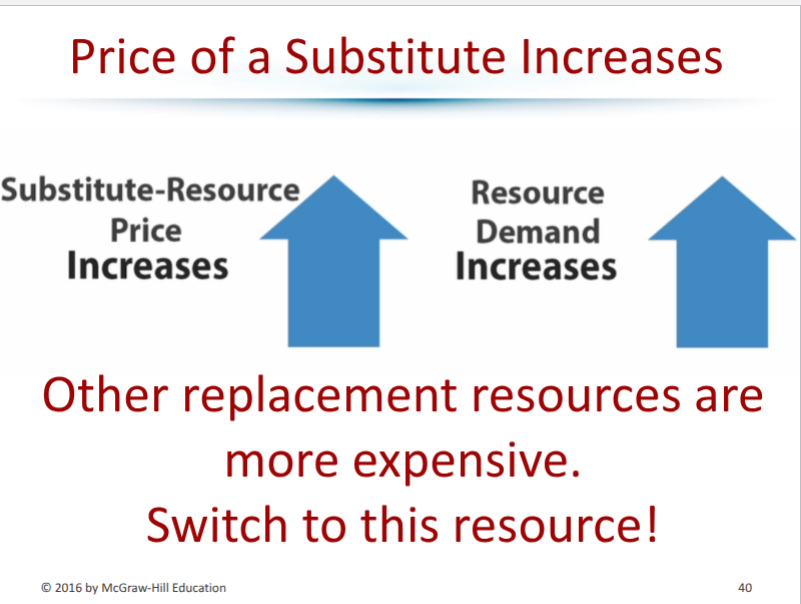 Price of a Substitute Increases
Substitute-Resource
Price
Increases
Resource
Demand
Increases
Other replacement resources are
more expensive.
Switch to this resource!
© 2016 by McGraw-Hill Education
40